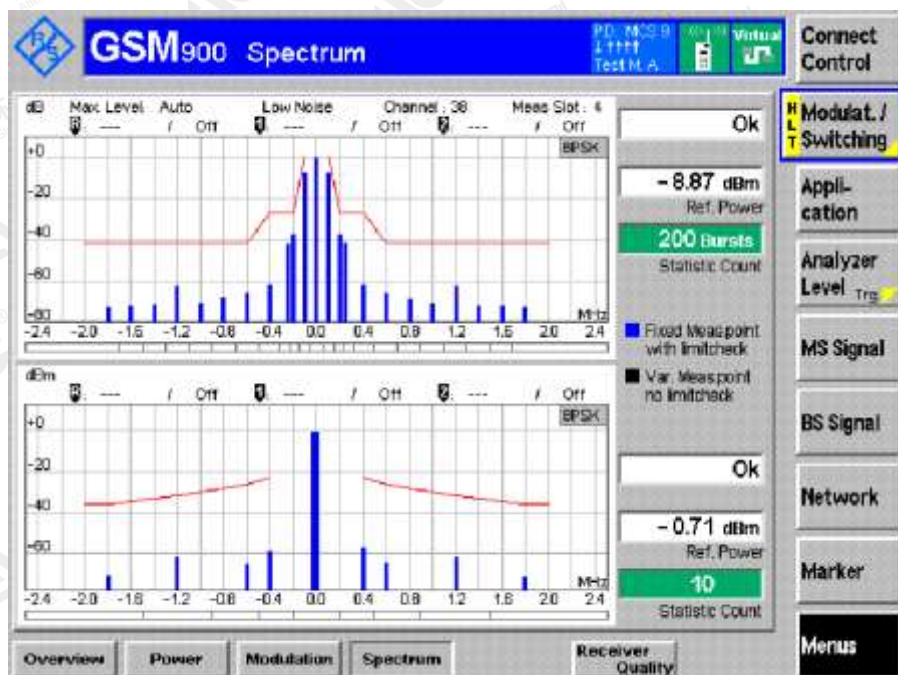 R&S
GSM900 Spectrum
PD: MCS 9
Test M. A
Virtual
Connect
Control
dB Max. Level Auto Low Noise Channel : 38 Meas Slot : 4
--- / Off --- / Off --- / Off
8PSK
+0
-20
-40
-60
-80
MHz
-2.4 -2.0 -1.6 -1.2 -0.8 -0.4 0.0 0.4 0.8 1.2 1.6 2.0 2.4
Ok
- 8.87 dBm
Ref. Power
200 Bursts
Statistic Count
Fixed Measpoint
with limitcheck
Var. Measpoint
no limitcheck
dBm
--- / Off --- / Off --- / Off
8PSK
+0
-20
-40
-60
MHz
-2.4 -2.0 -1.6 -1.2 -0.8 -0.4 0.0 0.4 0.8 1.2 1.6 2.0 2.4
Ok
- 0.71 dBm
Ref. Power
10
Statistic Count
HLT
Modulat. /
Switching
Appli-
cation
Analyzer
Level Trg
MS Signal
BS Signal
Network
Marker
Menus
Overview Power Modulation Spectrum Receiver
Quality